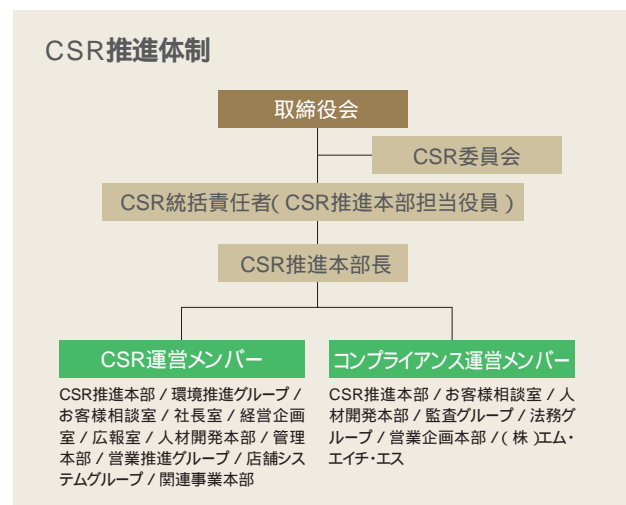 CSR推進体制
取締役会
CSR委員会
CSR統括責任者( CSR推進本部担当役員 )
CSR推進本部長
CSR運営メンバー
CSR推進本部 / 環境推進グループ /
お客様相談室 / 社長室 / 経営企画
室 / 広報室 / 人材開発本部 / 管理
本部 / 営業推進グループ / 店舗シス
テムグループ / 関連事業本部
コンプライアンス運営メンバー
CSR推進本部 / お客様相談室 / 人
材開発本部 / 監査グループ / 法務グ
ループ / 営業企画本部 / ( 株 )エム・
エイチ・エス